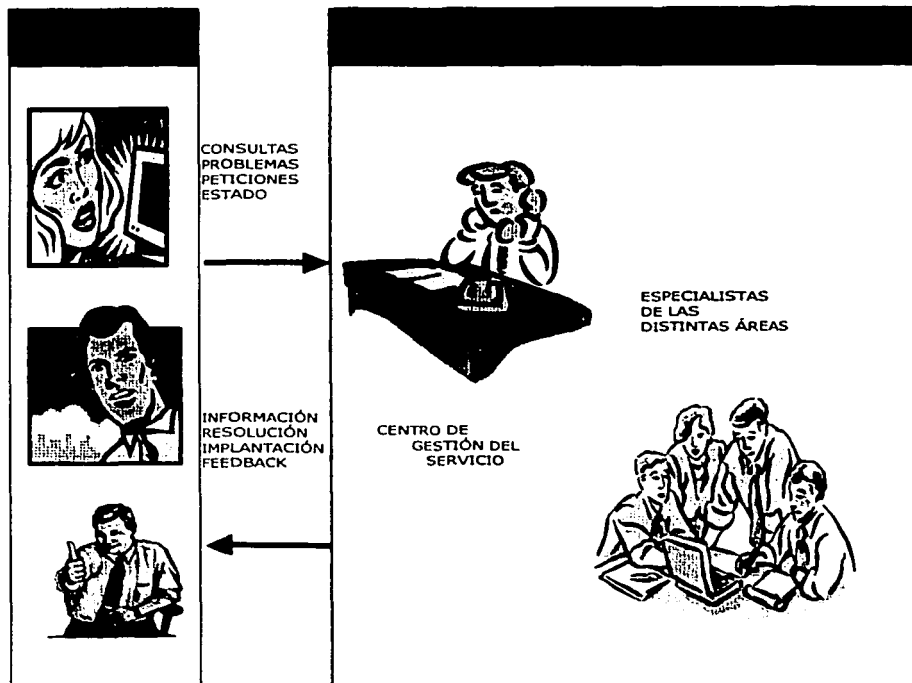 CONSULTAS
PROBLEMAS
PETICIONES
ESTADO
ESPECIALISTAS
DE LAS
DISTINTAS ÁREAS
INFORMACIÓN
RESOLUCIÓN
IMPLANTACIÓN
FEEDBACK
CENTRO DE
GESTIÓN DEL
SERVICIO